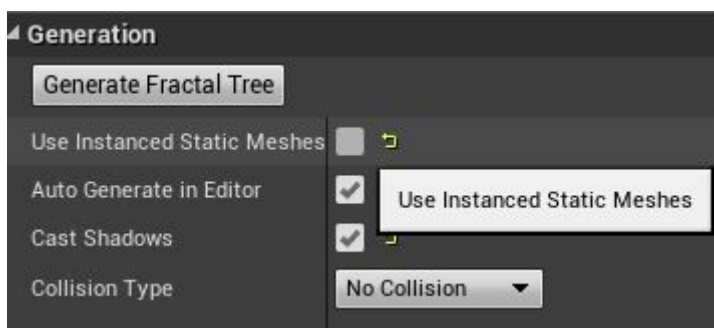 Generation
Generate Fractal Tree
Use Instanced Static Meshes
Auto Generate in Editor
Use Instanced Static Meshes
Cast Shadows
Collision Type No Collision